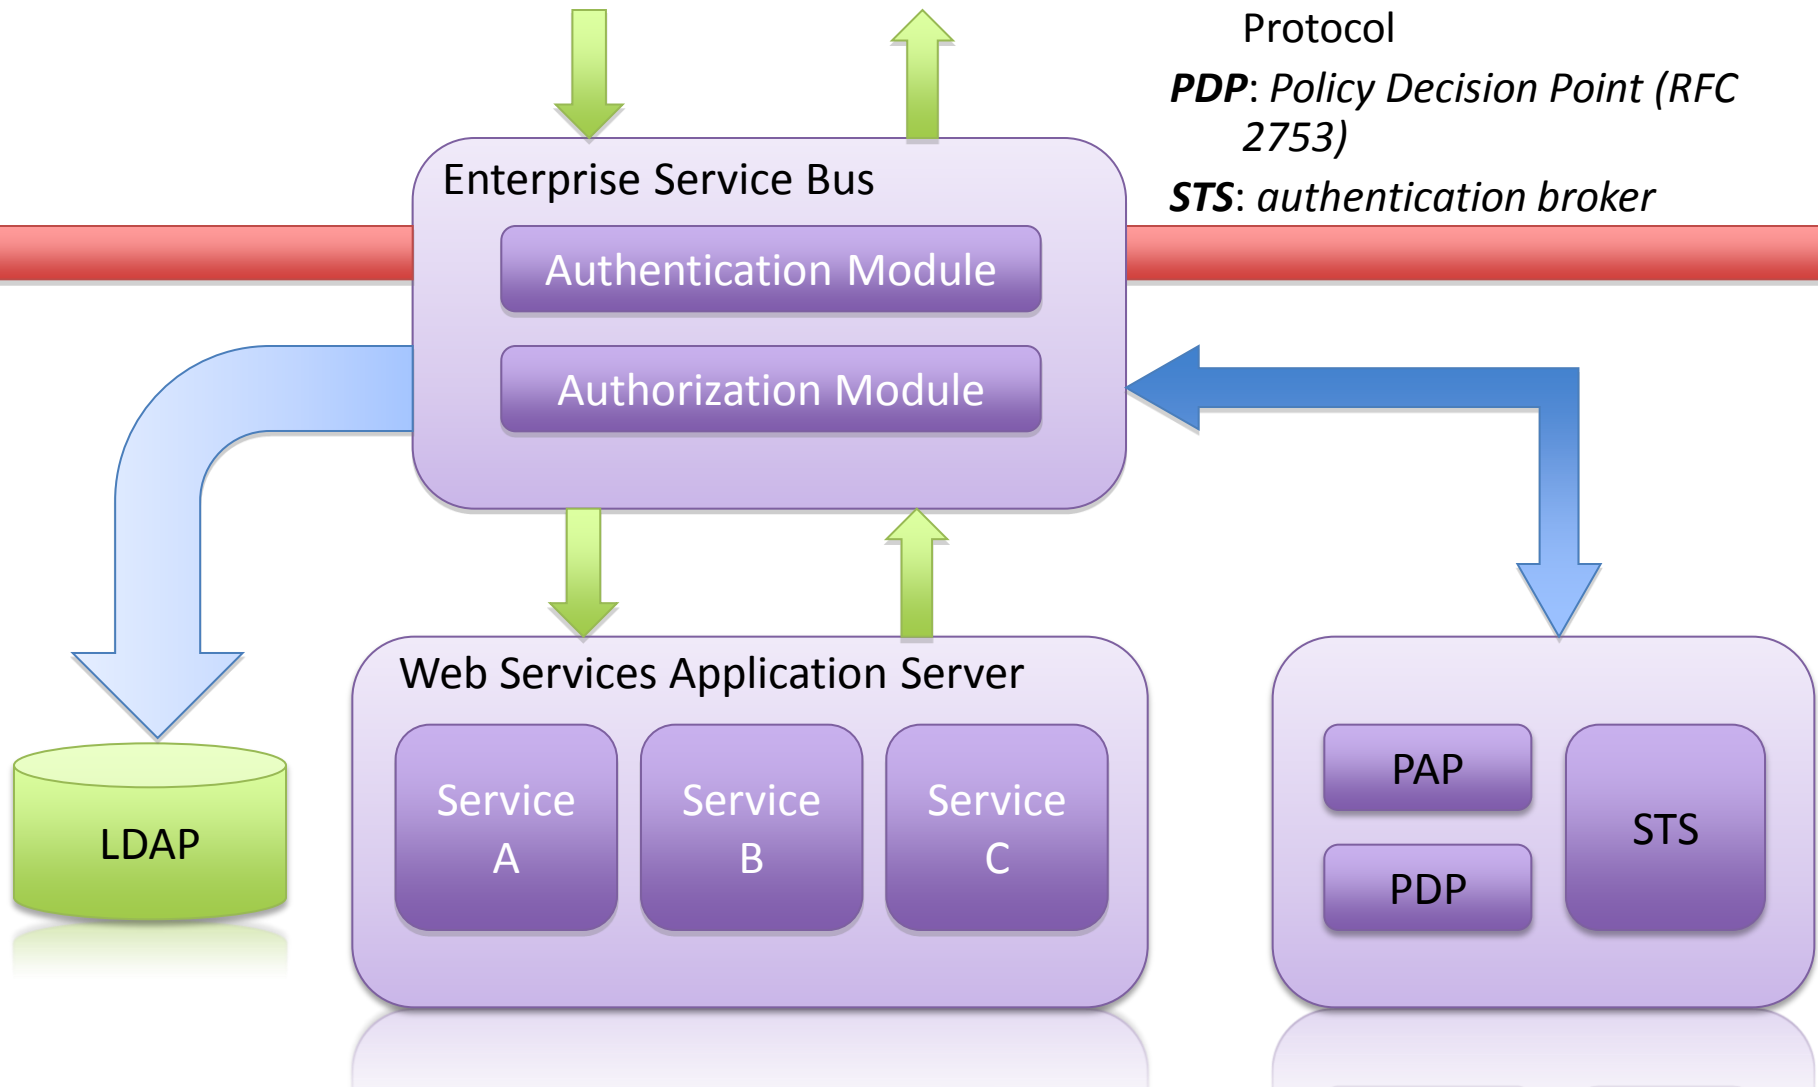 Protocol
PDP: Policy Decision Point (RFC
2753)
STS: authentication broker
Enterprise Service Bus
Authentication Module
Authorization Module
Web Services Application Server
Service
A
Service
B
Service
C
LDAP
PAP
PDP
STS